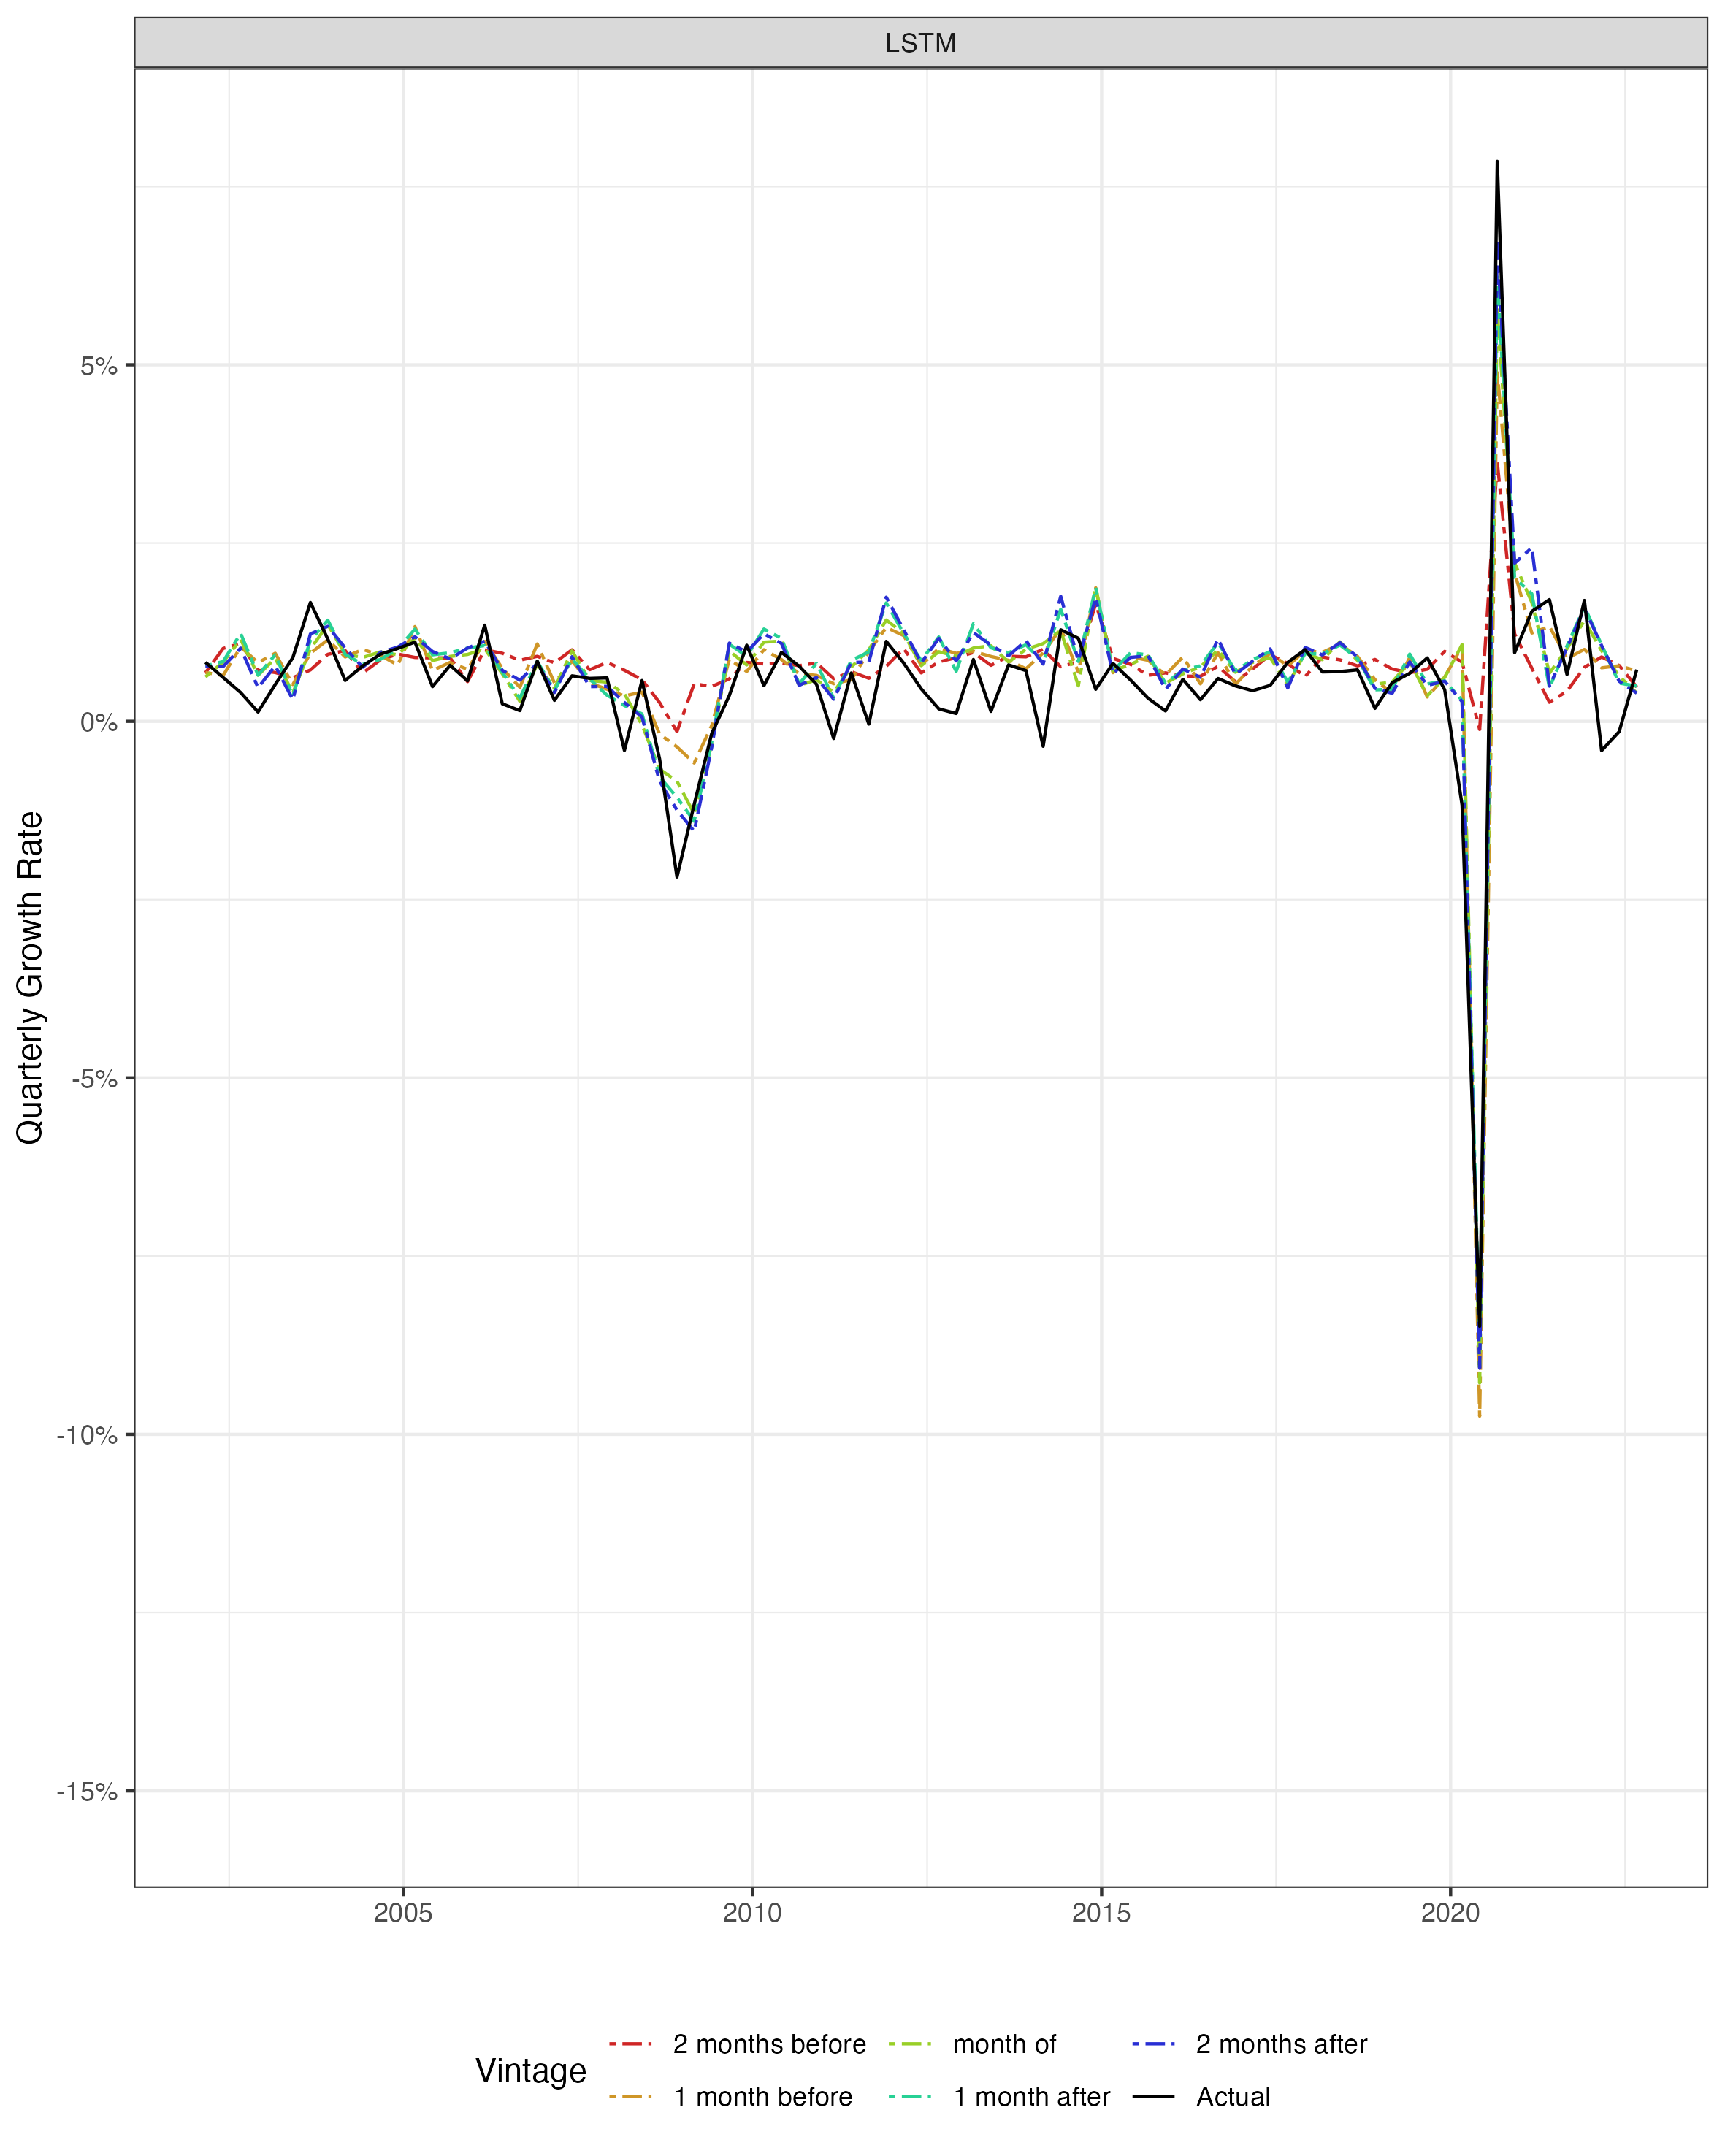 LSTM
Quarterly Growth Rate
5%
0%
-5%
-10%
-15%
2005 2010 2015 2020
Vintage
2 months before month of 2 months after
1 month before 1 month after Actual